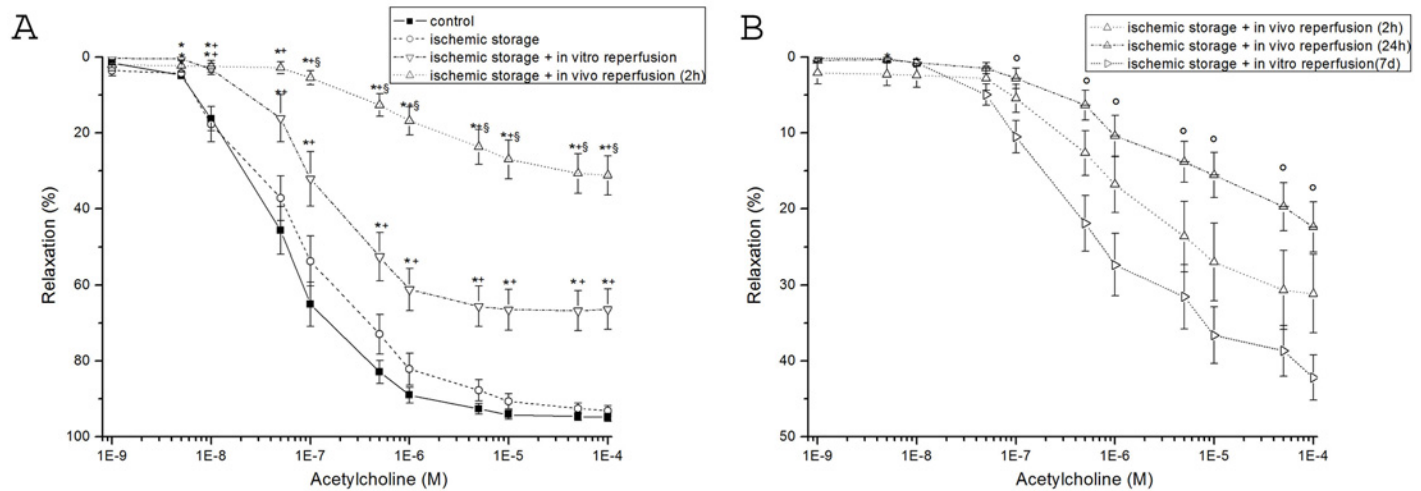 A
control
ischemic storage
ischemic storage + in vitro reperfusion
ischemic storage + in vivo reperfusion (2h)
Relaxation (%)
0
20
40
60
80
100
* *+ *+ *+§ *+§ *+§ *+§ *+§ *+§ *+§
++
*+ *+ *+ *+ *+ *+ *+ *+
1E-9 1E-8 1E-7 1E-6 1E-5 1E-4
Acetylcholine (M)
B
ischemic storage + in vivo reperfusion (2h)
ischemic storage + in vivo reperfusion (24h)
ischemic storage + in vitro reperfusion(7d)
Relaxation (%)
0
10
20
30
40
50
1E-9 1E-8 1E-7 1E-6 1E-5 1E-4
Acetylcholine (M)